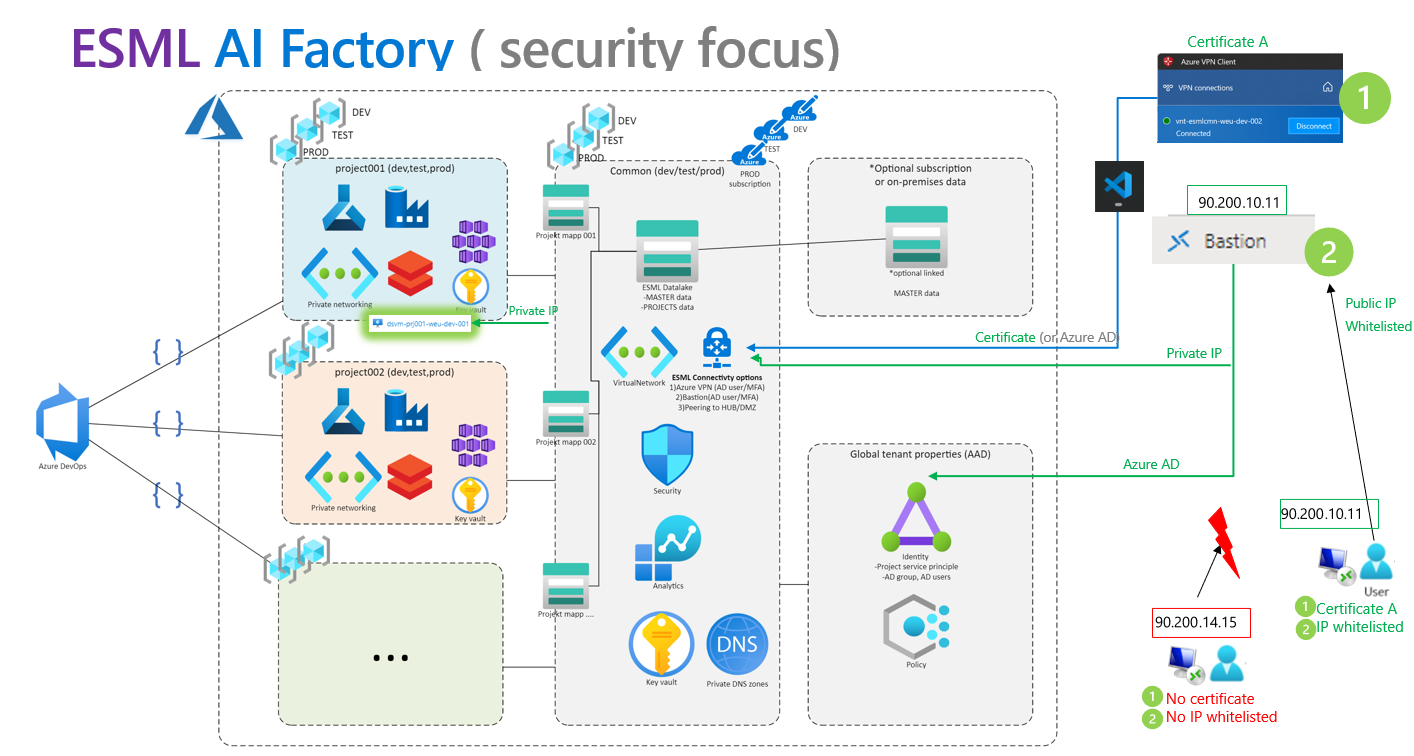 ESML AI Factory ( security focus)
Certificate A
Azure VPN Client
VPN connections
vnt-esmlcmn-weu-dev-002
Connected
Disconnect
1
90.200.10.11
Bastion
2
Public IP
Whitelisted
DEV
TEST
PROD
project001 (dev,test,prod)
Private networking
Key vault
dsvm-prj001-weu-dev-001
Private IP
project002 (dev,test,prod)
Private networking
Key vault
...
{ }
{ }
{ }
Azure DevOps
DEV
TEST
PROD
Azure
DEV
Azure
TEST
Azure
PROD
subscription
Common (dev/test/prod)
Projekt mapp 001
Projekt mapp 002
Projekt mapp ....
ESML Datalake
-MASTER data
-PROJECTS data
VirtualNetwork
ESML Connectivty options
1)Azure VPN (AD user/MFA)
2)Bastion(AD user/MFA)
3)Peering to HUB/DMZ
Security
Analytics
Key vault
DNS
Private DNS zones
*Optional subscription
or on-premises data
*optional linked
MASTER data
Certificate (or Azure AD)
Private IP
Azure AD
Global tenant properties (AAD)
Identity
-Project service principle
-AD group, AD users
Policy
90.200.10.11
User
1 Certificate A
2 IP whitelisted
90.200.14.15
1 No certificate
2 No IP whitelisted